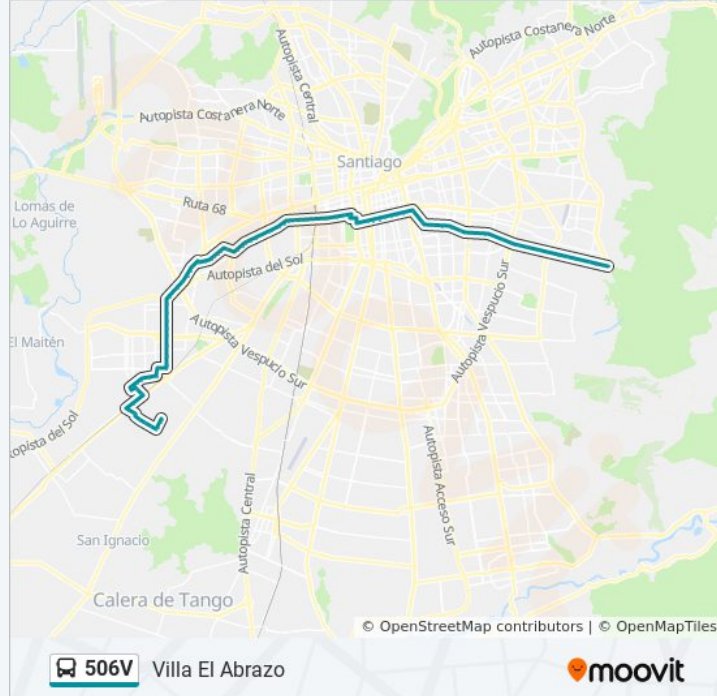 Autopista Costanera Norte
Autopista Central
Autopista Costanera Norte
Santiago
Lomas de
Lo Aguirre
Ruta 68
Autopista del Sol
Autopista Vespucio Sur
El Maitén
Autopista Vespucio Sur
opista del Sol
Autopista Central
Autopista Acceso Sur
San Ignacio
Calera de Tango
© OpenStreetMap contributors | © OpenMapTiles
506V Villa El Abrazo
moovit